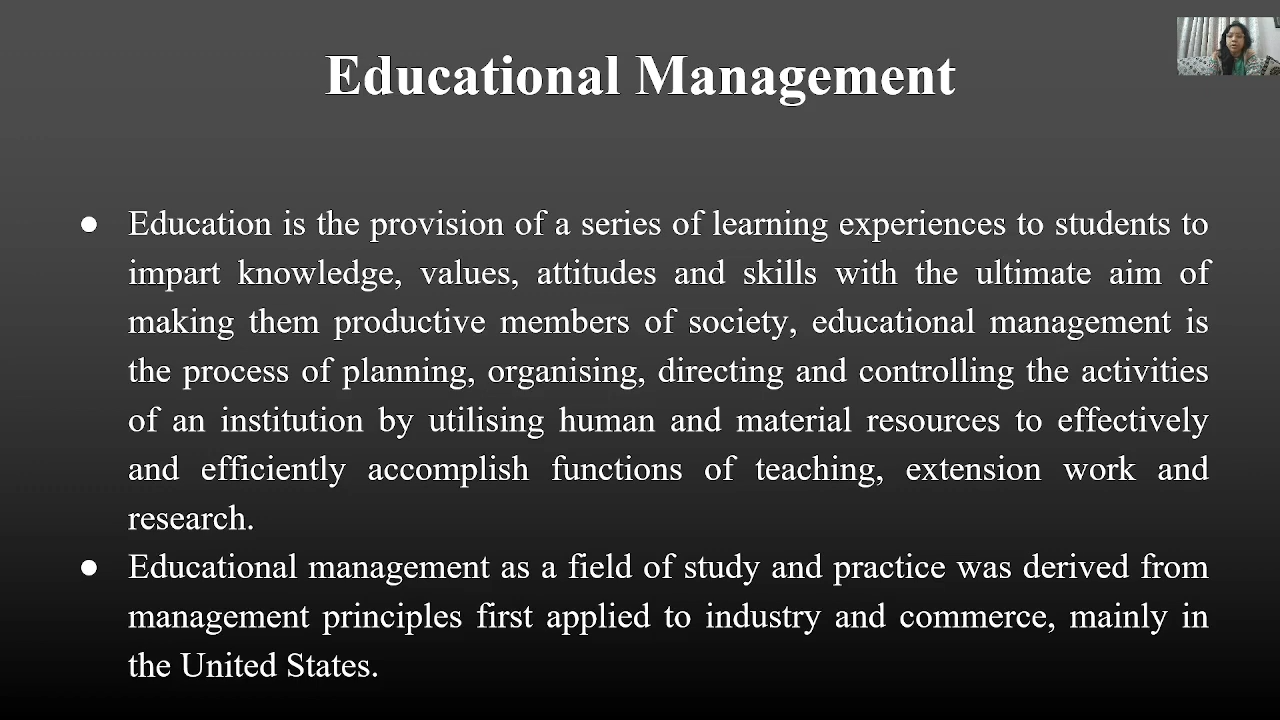 Educational Management
● Education is the provision of a series of learning experiences to students to
impart knowledge, values, attitudes and skills with the ultimate aim of
making them productive members of society, educational management is
the process of planning, organising, directing and controlling the activities
of an institution by utilising human and material resources to effectively
and efficiently accomplish functions of teaching, extension work and
research.
● Educational management as a field of study and practice was derived from
management principles first applied to industry and commerce, mainly in
the United States.